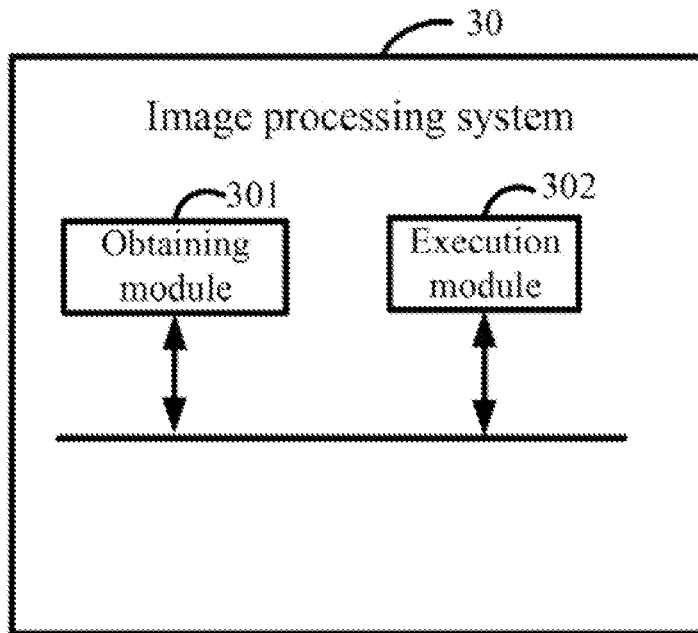 30
Image processing system
301
Obtaining
module
302
Execution
module